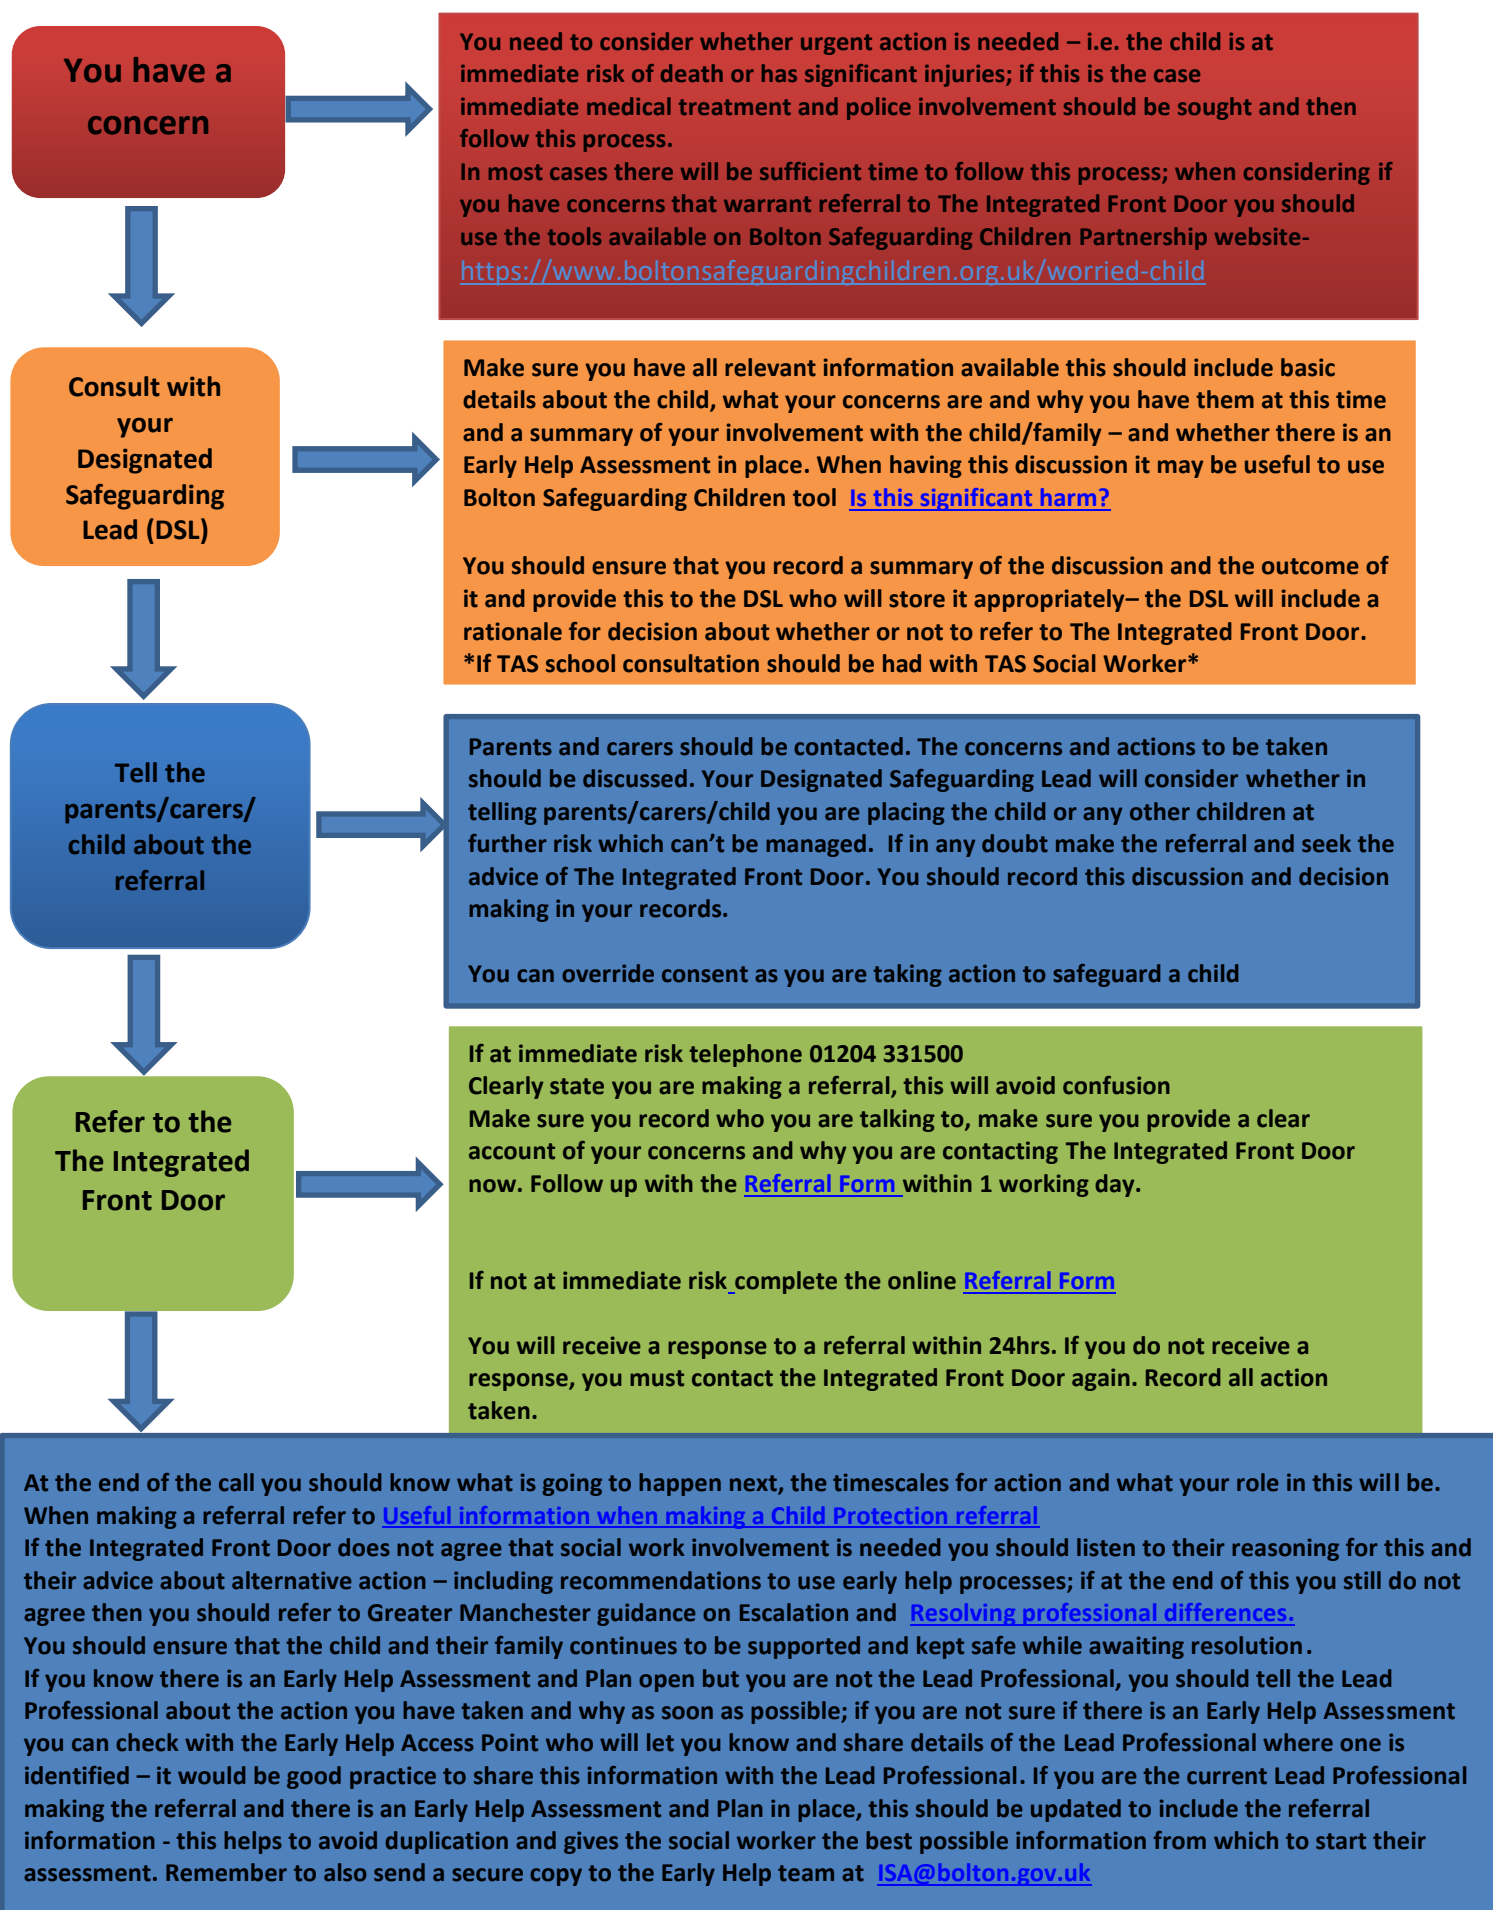 You have a
concern
You need to consider whether urgent action is needed – i.e. the child is at
immediate risk of death or has significant injuries; if this is the case
immediate medical treatment and police involvement should be sought and then
follow this process.
In most cases there will be sufficient time to follow this process; when considering if
you have concerns that warrant referral to The Integrated Front Door you should
use the tools available on Bolton Safeguarding Children Partnership website-
https://www.boltonsafeguardingchildren.org.uk/worried-child
Consult with
your
Designated
Safeguarding
Lead (DSL)
Make sure you have all relevant information available this should include basic
details about the child, what your concerns are and why you have them at this time
and a summary of your involvement with the child/family – and whether there is an
Early Help Assessment in place. When having this discussion it may be useful to use
Bolton Safeguarding Children tool  Is this significant harm?
You should ensure that you record a summary of the discussion and the outcome of
it and provide this to the DSL who will store it appropriately– the DSL will include a
rationale for decision about whether or not to refer to The Integrated Front Door.
*If TAS school consultation should be had with TAS Social Worker*
Tell the
parents/carers/
child about the
referral
Parents and carers should be contacted. The concerns and actions to be taken
should be discussed. Your Designated Safeguarding Lead will consider whether in
telling parents/carers/child you are placing the child or any other children at
further risk which can’t be managed.  If in any doubt make the referral and seek the
advice of The Integrated Front Door. You should record this discussion and decision
making in your records.
You can override consent as you are taking action to safeguard a child
Refer to the
The Integrated
Front Door
If at immediate risk telephone 01204 331500
Clearly state you are making a referral, this will avoid confusion
Make sure you record who you are talking to, make sure you provide a clear
account of your concerns and why you are contacting The Integrated Front Door
now. Follow up with the Referral Form within 1 working day.
If not at immediate risk complete the online Referral Form
You will receive a response to a referral within 24hrs. If you do not receive a
response, you must contact the Integrated Front Door again. Record all action
taken.
At the end of the call you should know what is going to happen next, the timescales for action and what your role in this will be.
When making a referral refer to Useful information when making a Child Protection referral
If the Integrated Front Door does not agree that social work involvement is needed you should listen to their reasoning for this and
their advice about alternative action – including recommendations to use early help processes; if at the end of this you still do not
agree then you should refer to Greater Manchester guidance on Escalation and  Resolving professional differences.
You should ensure that the child and their family continues to be supported and kept safe while awaiting resolution.
If you know there is an Early Help Assessment and Plan open but you are not the Lead Professional, you should tell the Lead
Professional about the action you have taken and why as soon as possible; if you are not sure if there is an Early Help Assessment
you can check with the Early Help Access Point who will let you know and share details of the Lead Professional where one is
identified – it would be good practice to share this information with the Lead Professional. If you are the current Lead Professional
making the referral and there is an Early Help Assessment and Plan in place, this should be updated to include the referral
information - this helps to avoid duplication and gives the social worker the best possible information from which to start their
assessment. Remember to also send a secure copy to the Early Help team at  ISA@bolton.gov.uk